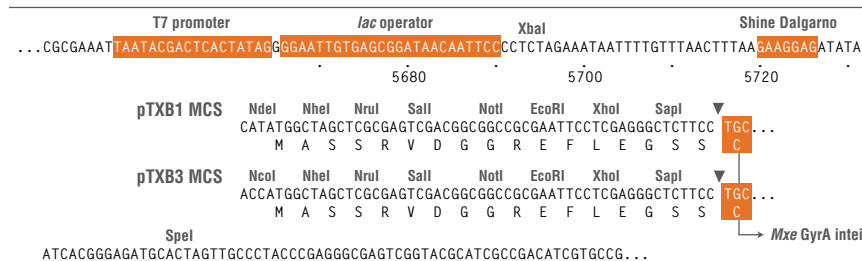 T7 promoter lac operator XbaI Shine Dalgarno
...CGCGAAATTAATACGACTCACTATAGGGGAATTGTGAGCGGATAACAATTCCCCTCTAGAAATAATTTTGTTTAACTTTAAGAAGGAGATATA
5680 5700 5720
pTXB1 MCS NdeI NheI NruI SalI NotI EcoRI XhoI SapI
CATATGGCTAGCTCGCGAGTCGACGGCGGCCGCGAATTCCTCGAGGGCTCTTCC TGC...
M A S S R V D G G R E F L E G S S C
pTXB3 MCS NcoI NheI NruI SalI NotI EcoRI XhoI SapI
ACCATGGCTAGCTCGCGAGTCGACGGCGGCCGCGAATTCCTCGAGGGCTCTTCC TGC...
M A S S R V D G G R E F L E G S S C
SpeI Mxe GyrA intei
ATCACGGGAGATGCACTAGTTGCCCTACCCGAGGGCGAGTCGGTACGCATCGCCGACATCGTGCCG...